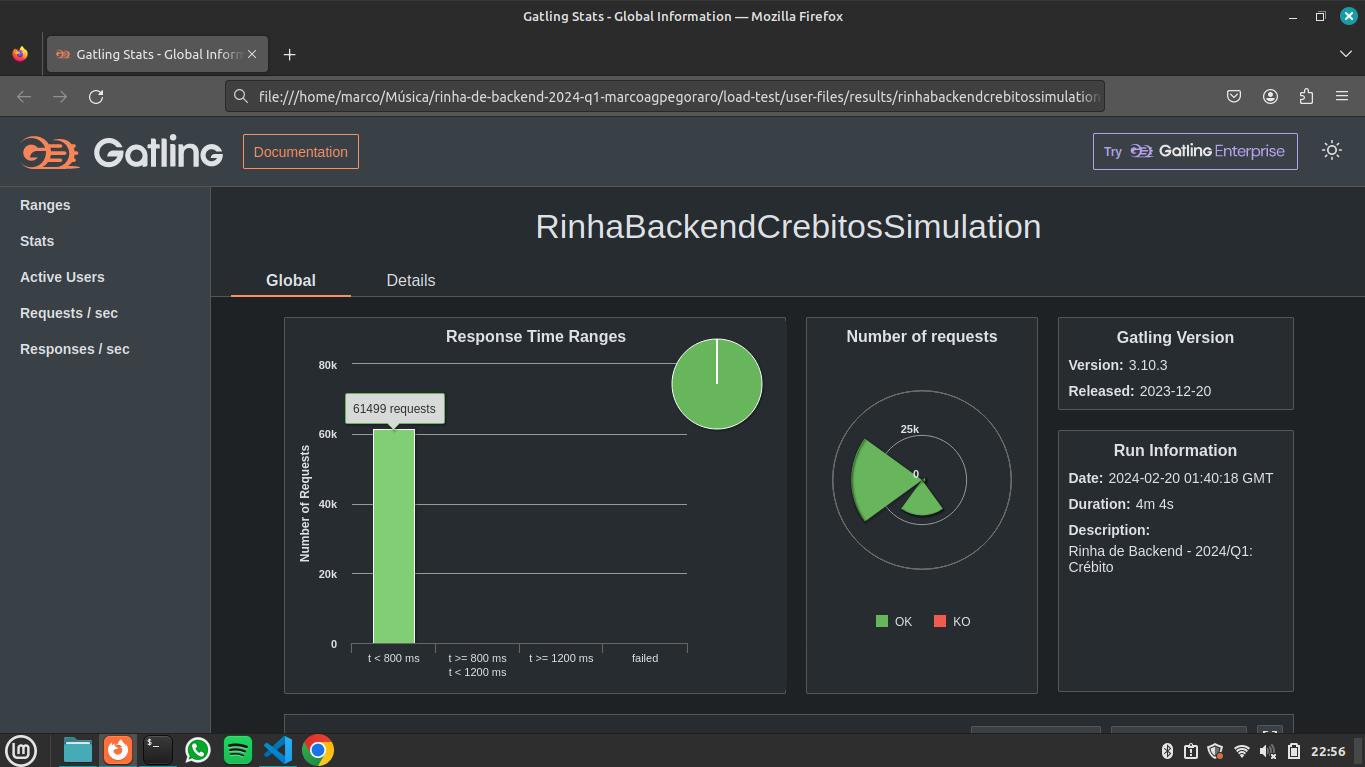 Gatling Stats - Global Information — Mozilla Firefox
Gatling Stats - Global Inform
file:///home/marco/Música/rinha-de-backend-2024-q1-marcoagpegoraro/load-test/user-files/results/rinhabackendcrebitossimulation
Gatling
Documentation
Try Gatling Enterprise
Ranges
Stats
Active Users
Requests / sec
Responses / sec
RinhaBackendCrebitosSimulation
Global
Details
Response Time Ranges
80k
61499 requests
60k
40k
20k
0
Number of Requests
t < 800 ms
t >= 800 ms
t < 1200 ms
t >= 1200 ms
failed
Number of requests
25k
0
OK
KO
Gatling Version
Version: 3.10.3
Released: 2023-12-20
Run Information
Date: 2024-02-20 01:40:18 GMT
Duration: 4m 4s
Description:
Rinha de Backend - 2024/Q1:
Crébito
$_
22:56